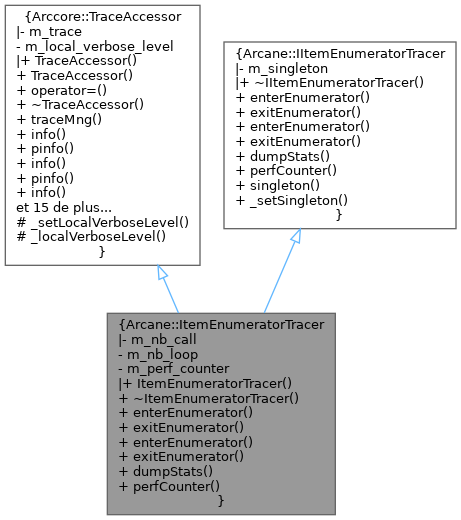 {Arccore::TraceAccessor
|- m_trace
- m_local_verbose_level
|+ TraceAccessor()
+ TraceAccessor()
+ operator=()
+ ~TraceAccessor()
+ traceMng()
+ info()
+ pinfo()
+ info()
+ pinfo()
+ info()
et 15 de plus...
# _setLocalVerboseLevel()
# _localVerboseLevel()
}
{Arcane::IItemEnumeratorTracer
|- m_singleton
|+ ~IItemEnumeratorTracer()
+ enterEnumerator()
+ exitEnumerator()
+ enterEnumerator()
+ exitEnumerator()
+ dumpStats()
+ perfCounter()
+ singleton()
+ _setSingleton()
}
{Arcane::ItemEnumeratorTracer
|- m_nb_call
- m_nb_loop
- m_perf_counter
|+ ItemEnumeratorTracer()
+ ~ItemEnumeratorTracer()
+ enterEnumerator()
+ exitEnumerator()
+ enterEnumerator()
+ exitEnumerator()
+ dumpStats()
+ perfCounter()
}